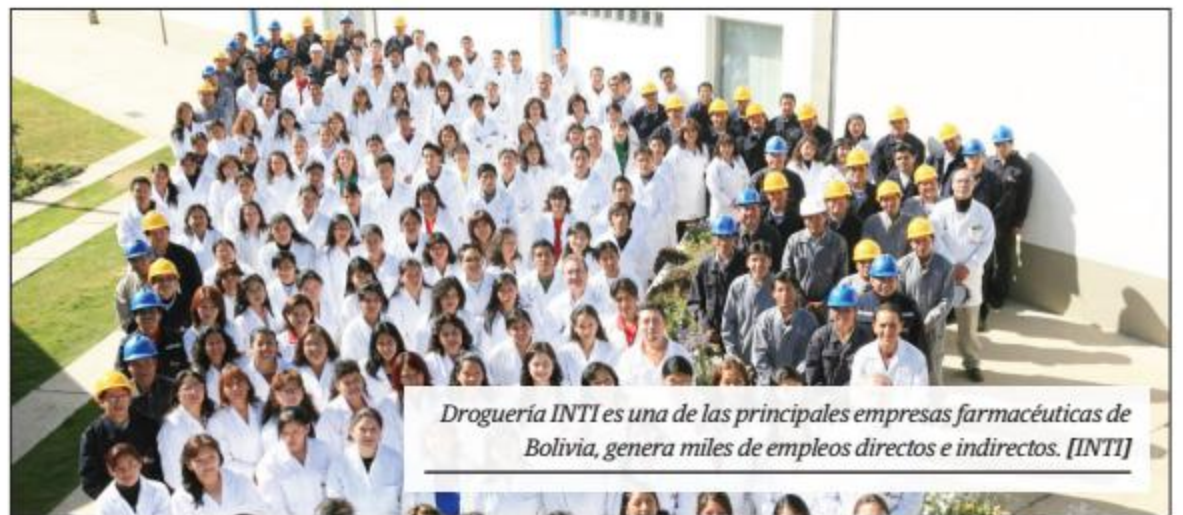 Droguería INTI es una de las principales empresas farmacéuticas de
Bolivia, genera miles de empleos directos e indirectos. [INTI]